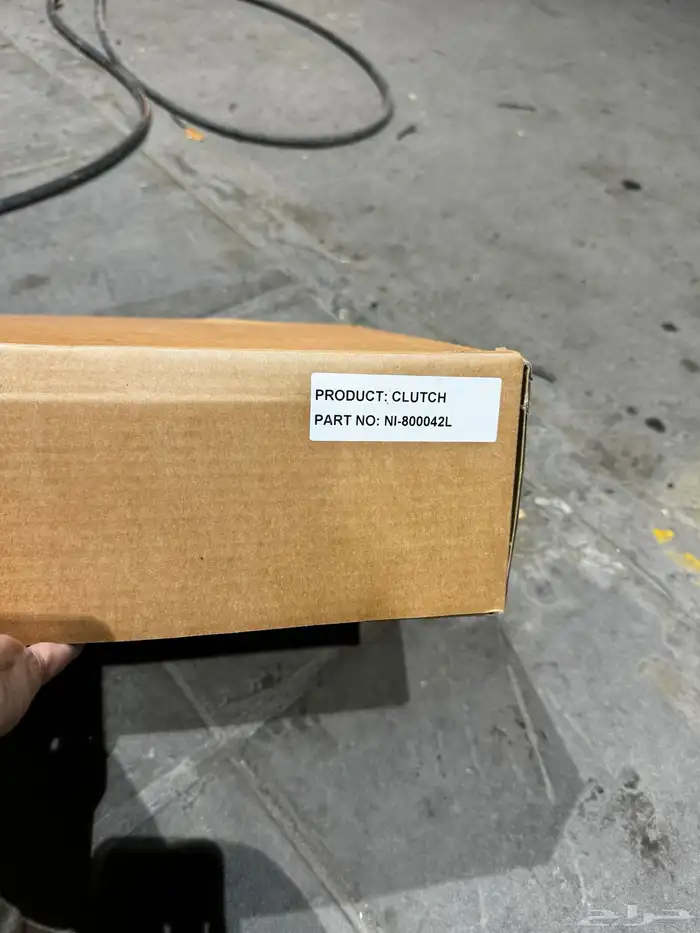 PRODUCT: CLUTCH
PART NO: NI-800042L
حراج